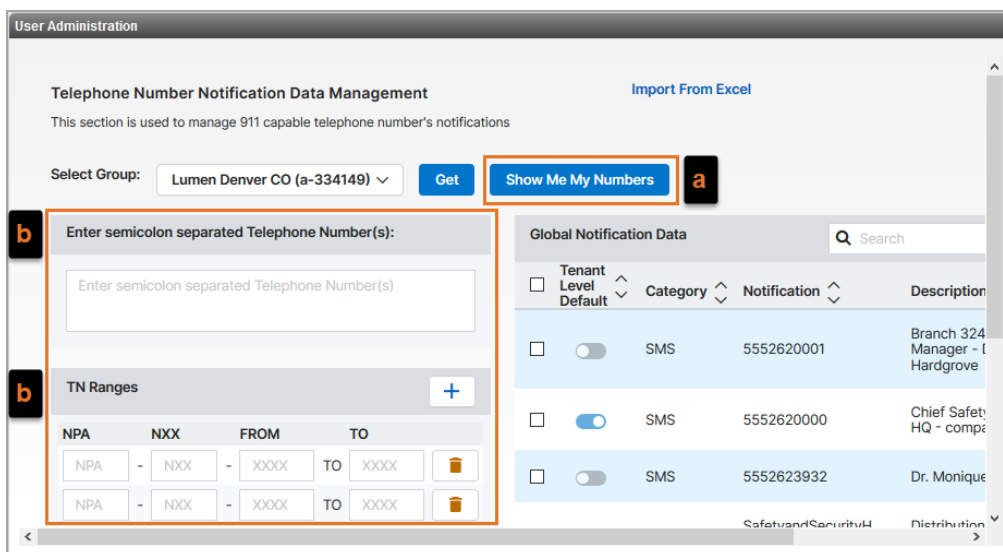 User Administration
Telephone Number Notification Data Management
Import From Excel
This section is used to manage 911 capable telephone number's notifications
Select Group:
Lumen Denver CO (a-334149)
Get
Show Me My Numbers
a
b
Enter semicolon separated Telephone Number(s):
Enter semicolon separated Telephone Number(s)
b
TN Ranges
+
NPA NXX FROM TO
NPA - NXX - XXXX TO XXXX
NPA - NXX - XXXX TO XXXX
Global Notification Data
Search
Tenant
Level
Default
Category
Notification
Description
SMS
5552620001
Branch 324
Manager - D
Hardgrove
SMS
5552620000
Chief Safety
HQ - compa
SMS
5552623932
Dr. Monique
SafetyandSecurityH
Distribution